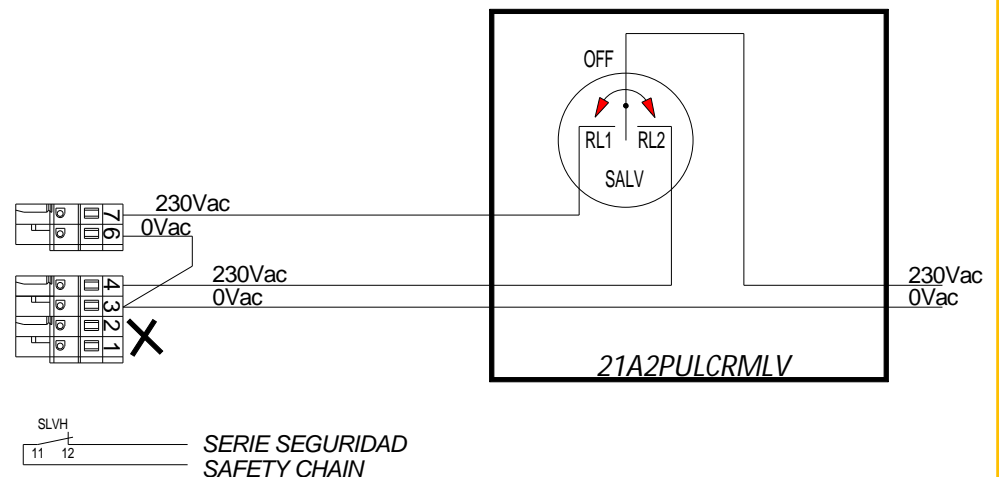 OFF
RL1 RL2
SALV
230Vac
7
0Vac
6
230Vac
4
230Vac
0Vac
3
0Vac
2
1
21A2PULCRMLV
SLVH
11 12
SERIE SEGURIDAD
SAFETY CHAIN